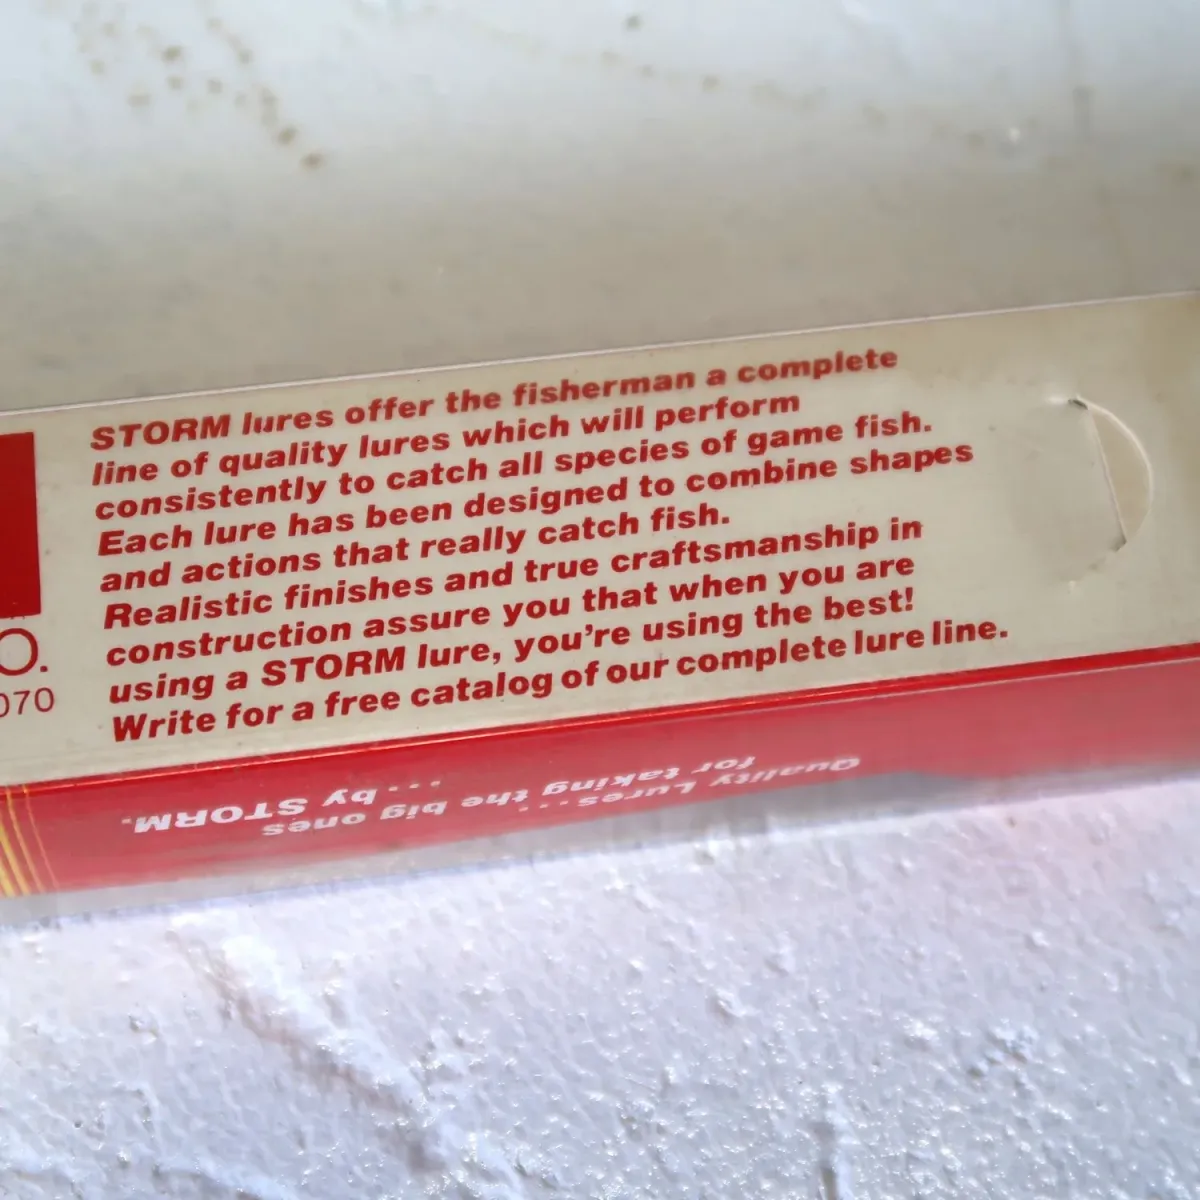 STORM lures offer the fisherman a complete
line of quality lures which will perform
consistently to catch all species of game fish.
Each lure has been designed to combine shapes
and actions that really catch fish.
Realistic finishes and true craftsmanship in
construction assure you that when you are
using a STORM lure, you're using the best!
Write for a free catalog of our complete lure line.
O.
070
Quality Lures...
for taking the big ones
... by STORM.